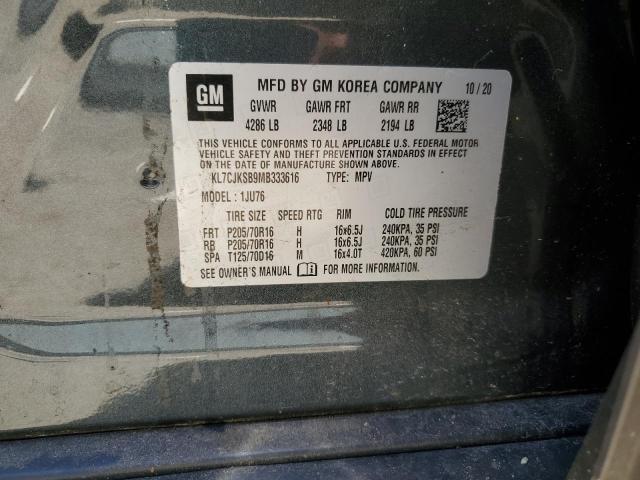 GM MFD BY GM KOREA COMPANY 10 / 20
GVWR GAWR FRT GAWR RR
4286 LB 2348 LB 2194 LB
THIS VEHICLE CONFORMS TO ALL APPLICABLE U.S. FEDERAL MOTOR
VEHICLE SAFETY AND THEFT PREVENTION STANDARDS IN EFFECT
ON THE DATE OF MANUFACTURE SHOWN ABOVE.
KL7CJKSB9MB333616 TYPE: MPV
MODEL : 1JU76
TIRE SIZE SPEED RTG RIM COLD TIRE PRESSURE
FRT P205/70R16 H 16x6.5J 240KPA, 35 PSI
RB P205/70R16 H 16x6.5J 240KPA, 35 PSI
SPA T125/70D16 M 16x4.0T 420KPA, 60 PSI
SEE OWNER'S MANUAL FOR MORE INFORMATION.